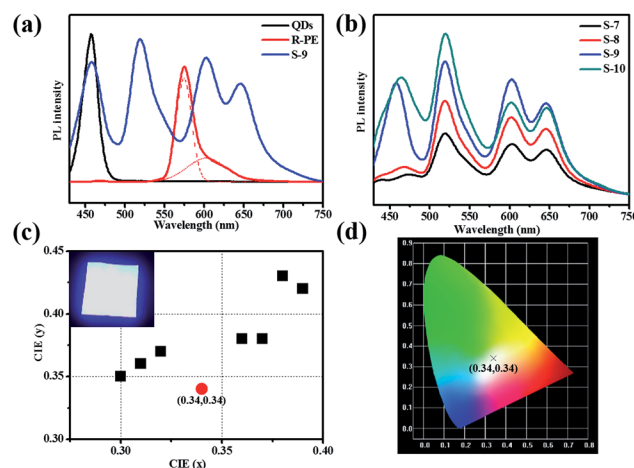 (a)
QDs
R-PE
S-9
PL intensity
450 500 550 600 650 700 750
Wavelength (nm)
(b)
S-7
S-8
S-9
S-10
PL intensity
450 500 550 600 650 700 750
Wavelength (nm)
(c)
0.45
0.40
0.35
0.30
CIE (y)
(0.34,0.34)
0.30 0.35 0.40
CIE (x)
(d)
0.9
0.8
0.7
0.6
0.5
0.4
0.3
0.2
0.1
0.0
(0.34,0.34)
0.0 0.1 0.2 0.3 0.4 0.5 0.6 0.7 0.8